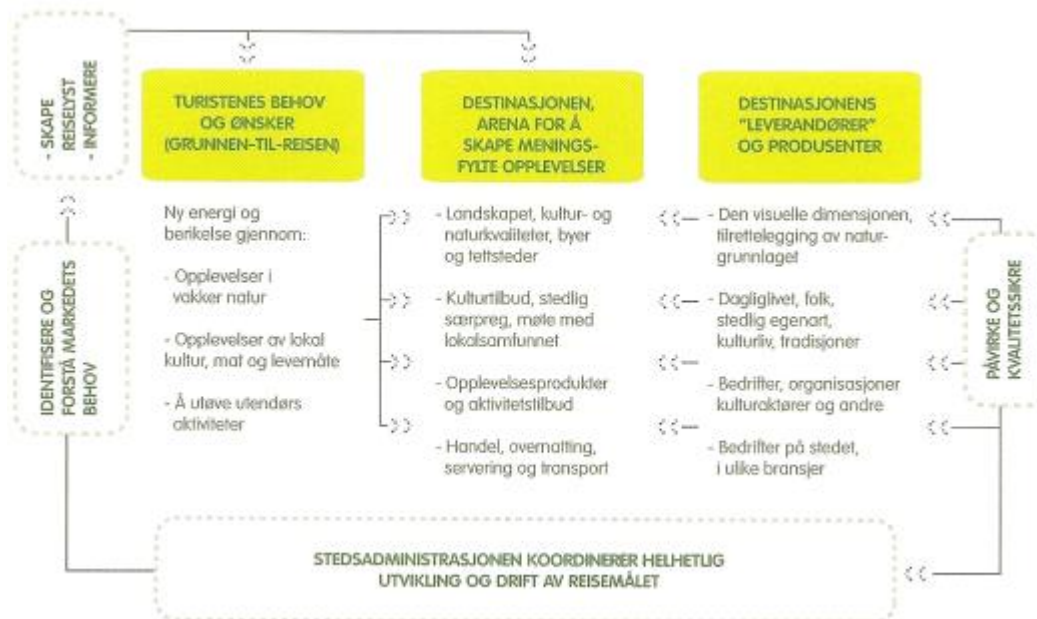 - SKAPE
REISELYST
- INFORMERE
TURISTENES BEHOV
OG ØNSKER
(GRUNNEN-TIL-REISEN)
DESTINASJONEN,
ARENA FOR Å
SKAPE MENINGS-
FYLTE OPPLEVELSER
DESTINASJONENS
"LEVERANDØRER"
OG PRODUSENTER
IDENTIFISERE OG
FORSTÅ MARKEDETS
BEHOV
Ny energi og
berikelse gjennom:
- Opplevelser i
vakker natur
- Opplevelser av lokal
kultur, mat og levemåte
- Å utøve utendørs
aktiviteter
- Landskapet, kultur- og
naturkvaliteter, byer
og tettsteder
- Kulturtilbud, stedlig
særpreg, møte med
lokalsamfunnet
- Opplevelsesprodukter
og aktivitetstilbud
- Handel, overnatting,
servering og transport
- Den visuelle dimensjonen,
tilrettelegging av natur-
grunnlaget
- Dagliglivet, folk,
stedlig egenart,
kulturliv, tradisjoner
- Bedrifter, organisasjoner
kulturaktører og andre
- Bedrifter på stedet,
i ulike bransjer
PÅVIRKE OG
KVALITETSSIKRE
STEDSADMINISTRASJONEN KOORDINERER HELHETLIG
UTVIKLING OG DRIFT AV REISEMÅLET